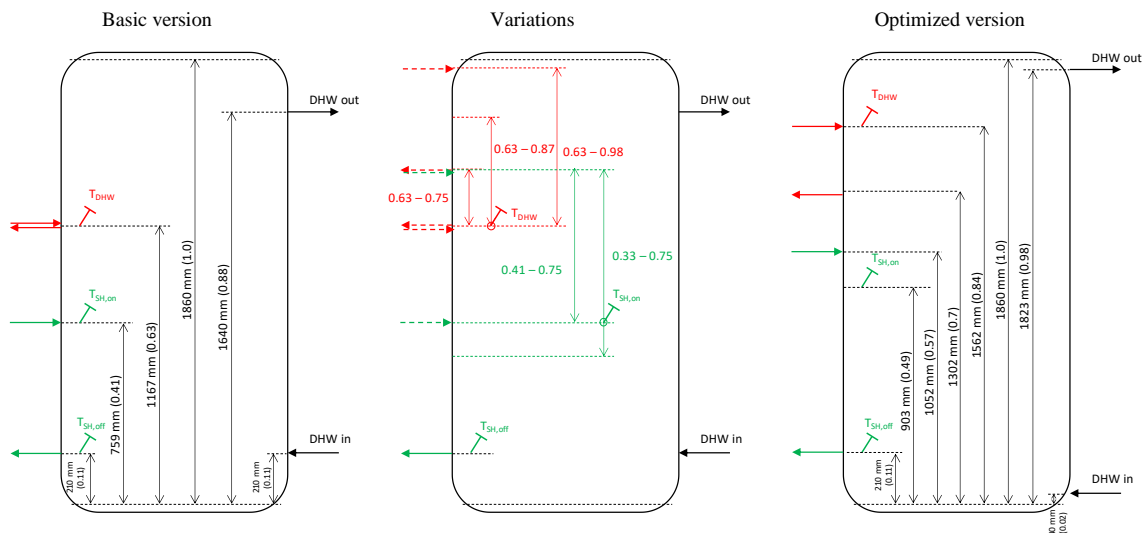 Basic version
Variations
Optimized version
DHW out
T_DHW
T_SH,on
T_SH,off
1860 mm (1.0)
1640 mm (0.88)
1167 mm (0.63)
759 mm (0.41)
210 mm
(0.11)
210 mm
(0.11)
DHW in
DHW out
0.63 – 0.87
0.63 – 0.98
0.63 – 0.75
T_DHW
0.33 – 0.75
0.41 – 0.75
T_SH,on
T_SH,off
DHW in
DHW out
T_DHW
T_SH,on
T_SH,off
1860 mm (1.0)
1823 mm (0.98)
1562 mm (0.84)
1302 mm (0.7)
1052 mm (0.57)
903 mm (0.49)
210 mm
(0.11)
DHW in
mm
(0.02)